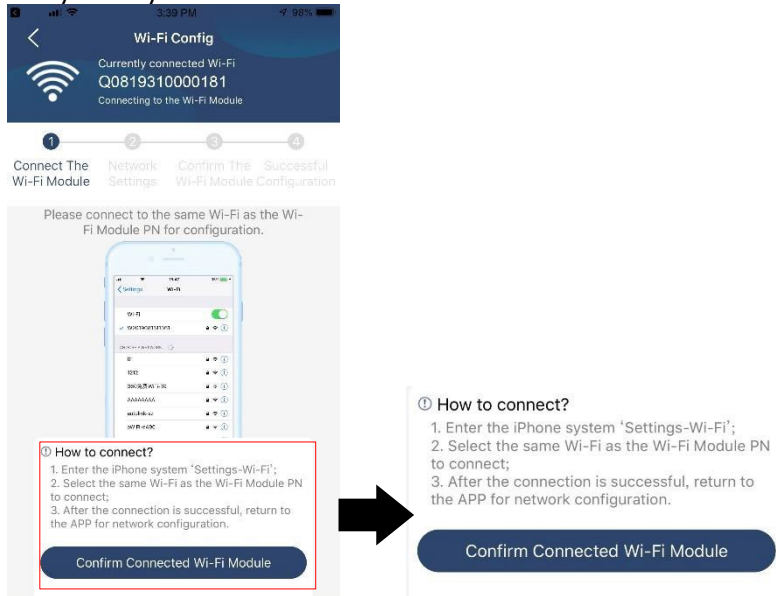 3:39 PM
98%
Wi-Fi Config
Currently connected Wi-Fi
Q0819310000181
Connecting to the Wi-Fi Module
1 2 3 4
Connect The Network Confirm The Successful
Wi-Fi Module Settings Wi-Fi Module Configuration
Please connect to the same Wi-Fi as the Wi-
Fi Module PN for configuration.
Settings Wi-Fi
Wi-Fi
1212
AAAAAAAA
How to connect?
1. Enter the iPhone system ‘Settings-Wi-Fi’;
2. Select the same Wi-Fi as the Wi-Fi Module PN
to connect;
3. After the connection is successful, return to
the APP for network configuration.
Confirm Connected Wi-Fi Module
How to connect?
1. Enter the iPhone system ‘Settings-Wi-Fi’;
2. Select the same Wi-Fi as the Wi-Fi Module PN
to connect;
3. After the connection is successful, return to
the APP for network configuration.
Confirm Connected Wi-Fi Module